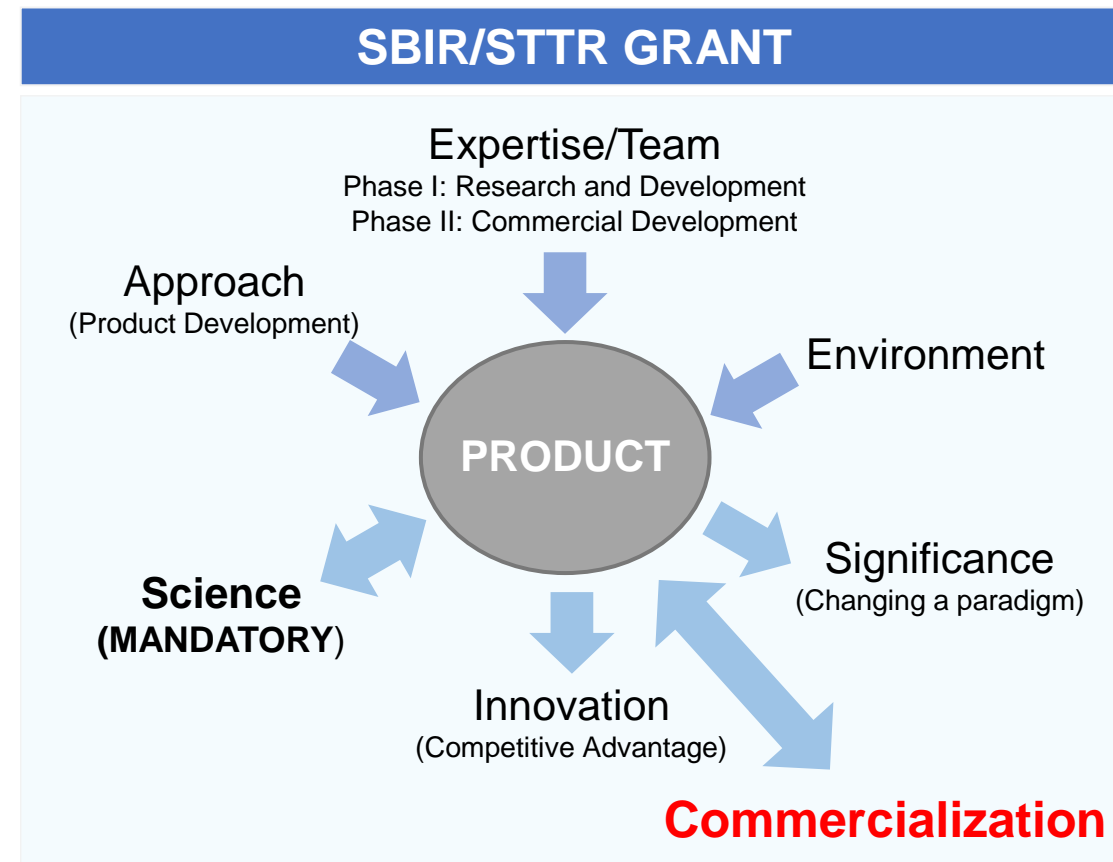 SBIR/STTR GRANT
Expertise/Team
Phase I: Research and Development
Phase II: Commercial Development
Approach
(Product Development)
Environment
PRODUCT
Science
(MANDATORY)
Significance
(Changing a paradigm)
Innovation
(Competitive Advantage)
Commercialization